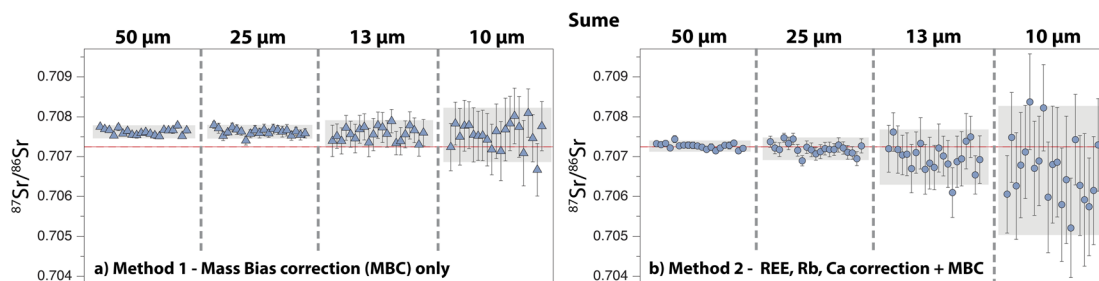 Sume
50 µm 25 µm 13 µm 10 µm
0.709
0.708
0.707
0.706
0.705
0.704
⁸⁷Sr/⁸⁶Sr
a) Method 1 - Mass Bias correction (MBC) only
50 µm 25 µm 13 µm 10 µm
0.709
0.708
0.707
0.706
0.705
0.704
⁸⁷Sr/⁸⁶Sr
b) Method 2 - REE, Rb, Ca correction + MBC